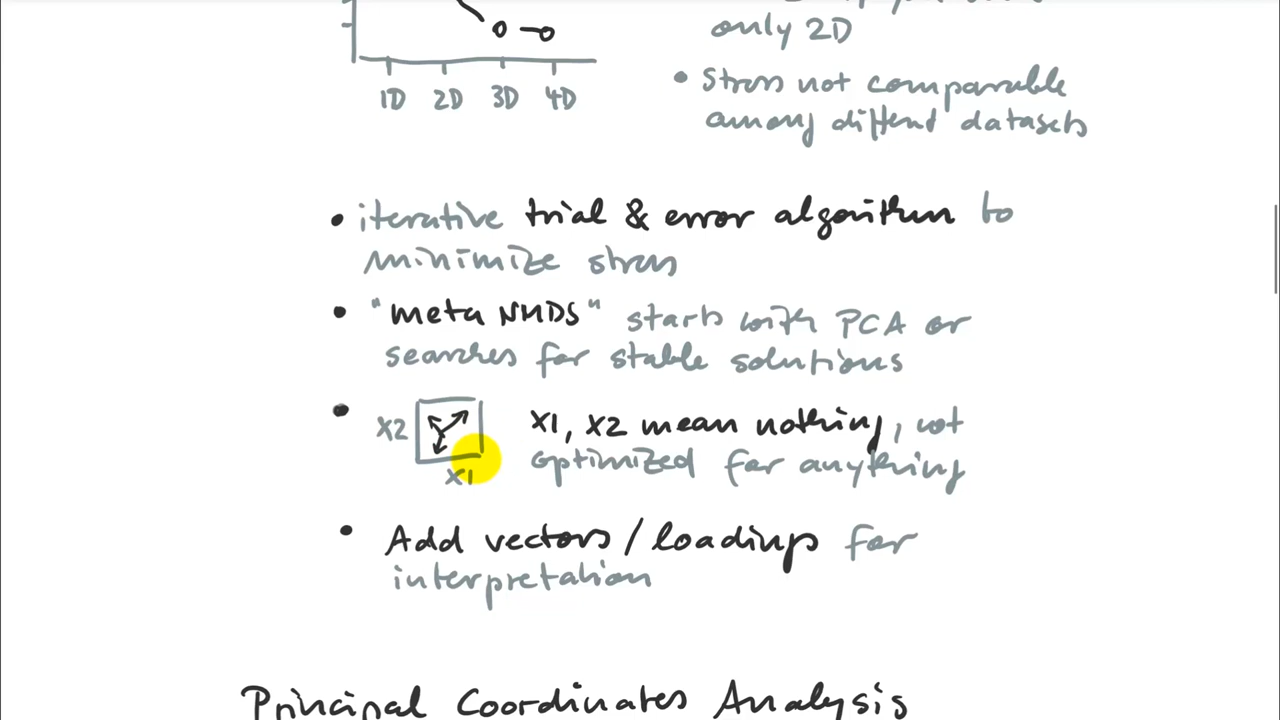 only 2D
1D 2D 3D 4D
• Stress not comparable
among different datasets
• iterative trial & error algorithm to
minimize stress
• "meta NMDS" starts with PCA or
searches for stable solutions
• X2 X1 X1, X2 mean nothing, not
optimized for anything
• Add vectors / loadings for
interpretation
Principal Coordinates Analysis